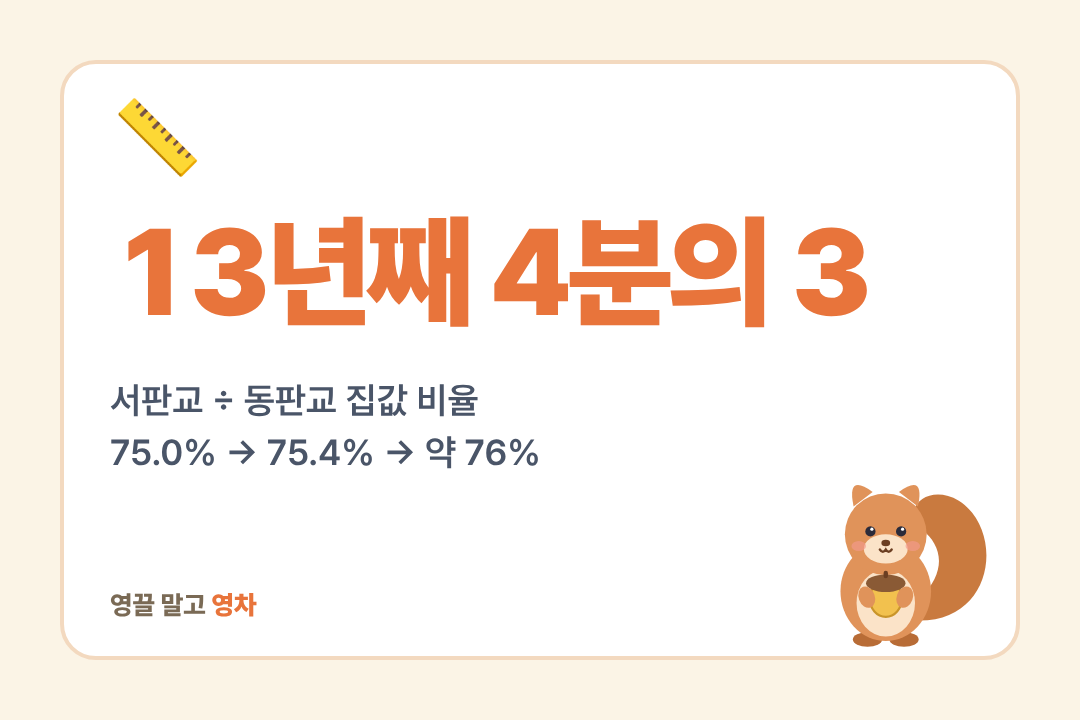 13년째 4분의 3
서판교 ÷ 동판교 집값 비율
75.0% → 75.4% → 약 76%
영끌 말고 영차